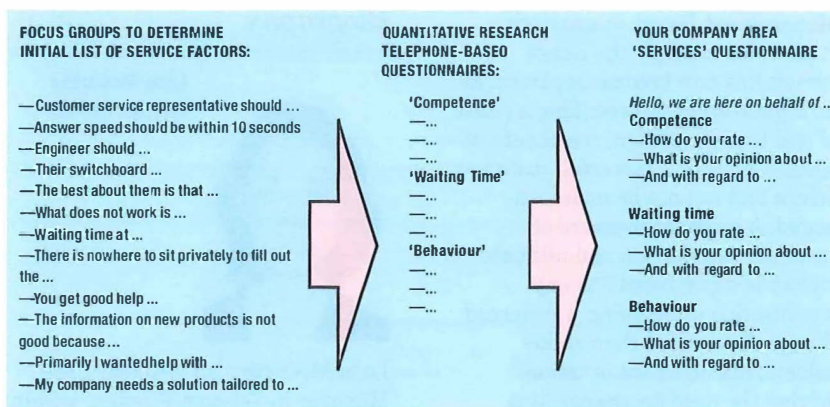 FOCUS GROUPS TO DETERMINE
INITIAL LIST OF SERVICE FACTORS:
—Customer service representative should ...
—Answer speed should be within 10 seconds
—Engineer should ...
—Their switchboard ...
—The best about them is that ...
—What does not work is ...
—Waiting time at ...
—There is nowhere to sit privately to fill out
the ...
—You get good help ...
—The information on new products is not
good because ...
—Primarily I wanted help with ...
—My company needs a solution tailored to ...
QUANTITATIVE RESEARCH
TELEPHONE-BASEO
QUESTIONNAIRES:
‘Competence’
—...
—...
—...
‘Waiting Time’
—...
—...
—...
‘Behaviour’
—...
—...
—...
YOUR COMPANY AREA
‘SERVICES’ QUESTIONNAIRE
Hello, we are here on behalf of ..
Competence
—How do you rate ...
—What is your opinion about ...
—And with regard to ...
Waiting time
—How do you rate ...
—What is your opinion about ...
—And with regard to ...
Behaviour
—How do you rate ...
—What is your opinion about ...
—And with regard to ...